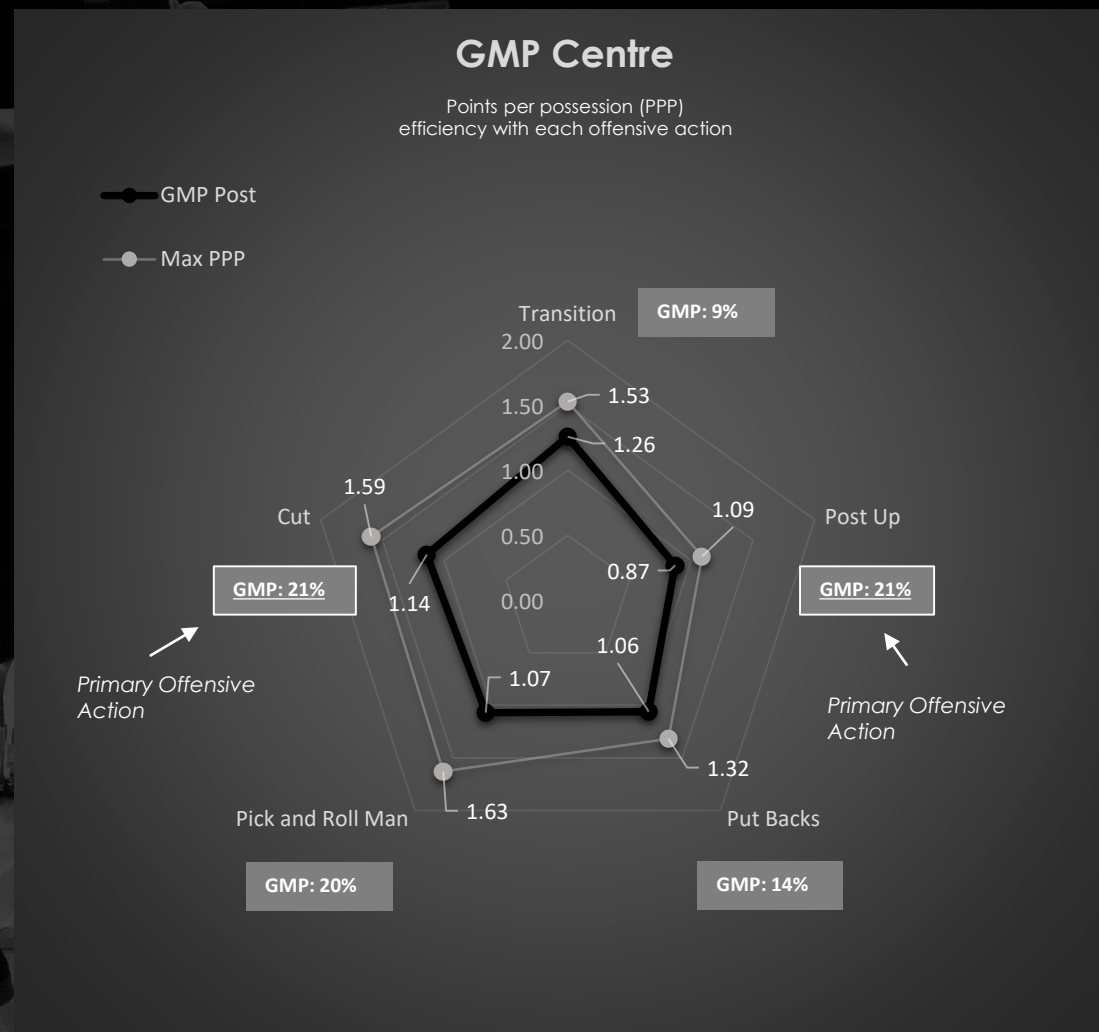 GMP Centre
Points per possession (PPP)
efficiency with each offensive action
GMP Post
Max PPP
Transition
GMP: 9%
2.00
1.50
1.00
0.50
0.00
1.53
1.26
1.59
1.09
Cut
Post Up
GMP: 21%
0.87
GMP: 21%
1.14
1.06
1.07
Primary Offensive
Action
Primary Offensive
Action
1.32
1.63
Pick and Roll Man
Put Backs
GMP: 20%
GMP: 14%